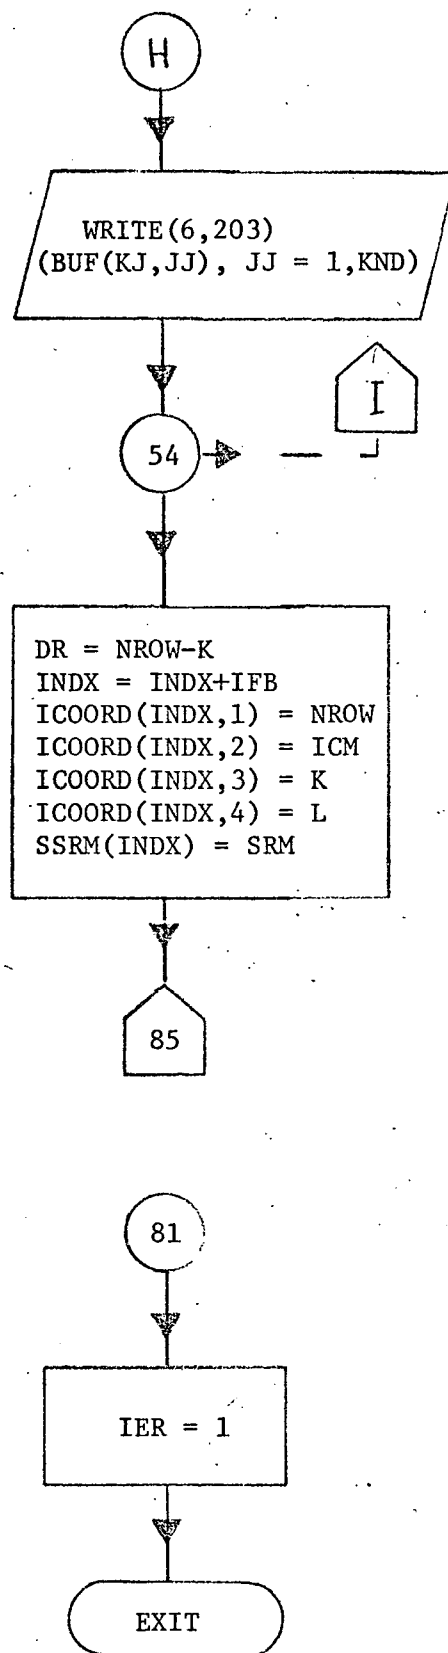 H
WRITE(6,203)
(BUF(KJ,JJ), JJ = 1,KND)
I
54
DR = NROW-K
INDX = INDX+IFB
ICOORD(INDX,1) = NROW
ICOORD(INDX,2) = ICM
ICOORD(INDX,3) = K
ICOORD(INDX,4) = L
SSRM(INDX) = SRM
85
81
IER = 1
EXIT